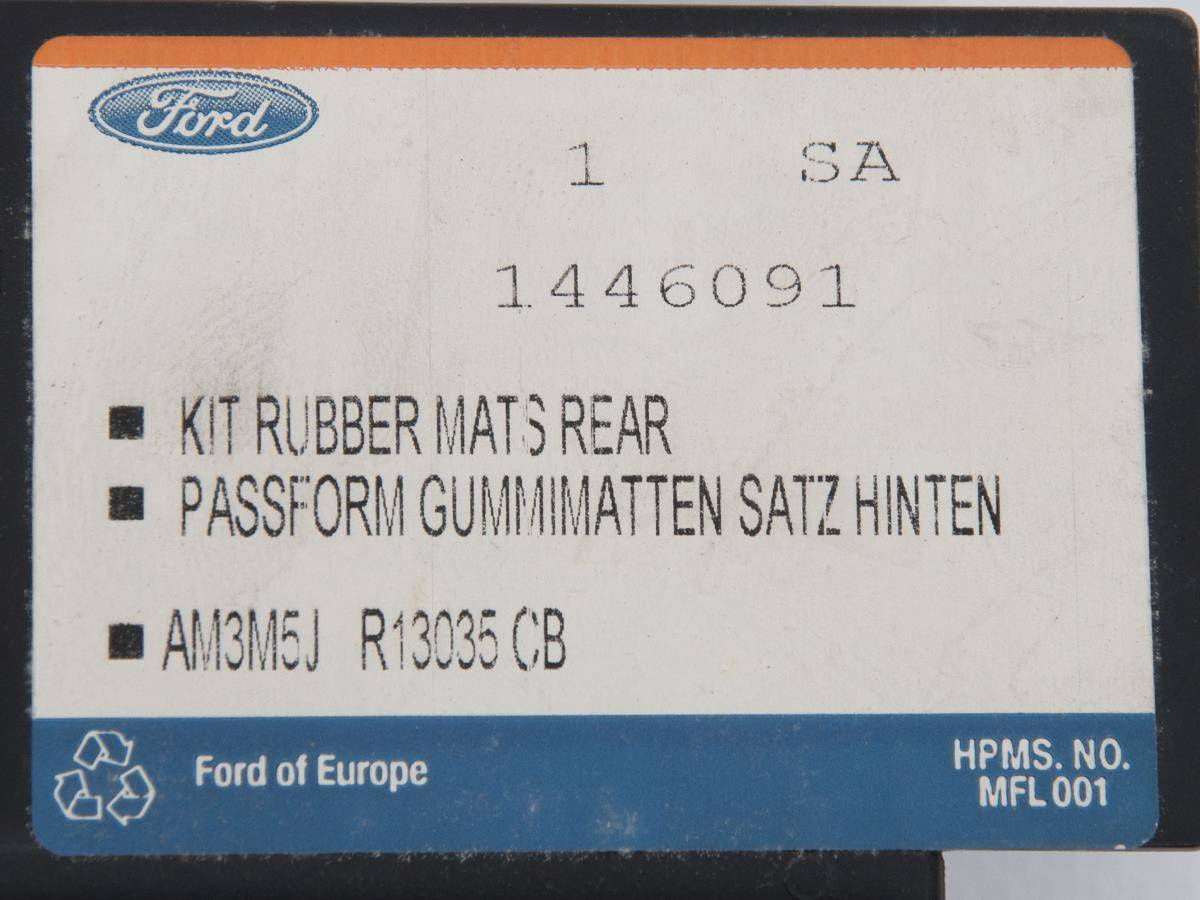 Ford
1 SA
1446091
KIT RUBBER MATS REAR
PASSFORM GUMMIMATTEN SATZ HINTEN
AM3M5J R13035 CB
Ford of Europe
HPMS. NO.
MFL 001